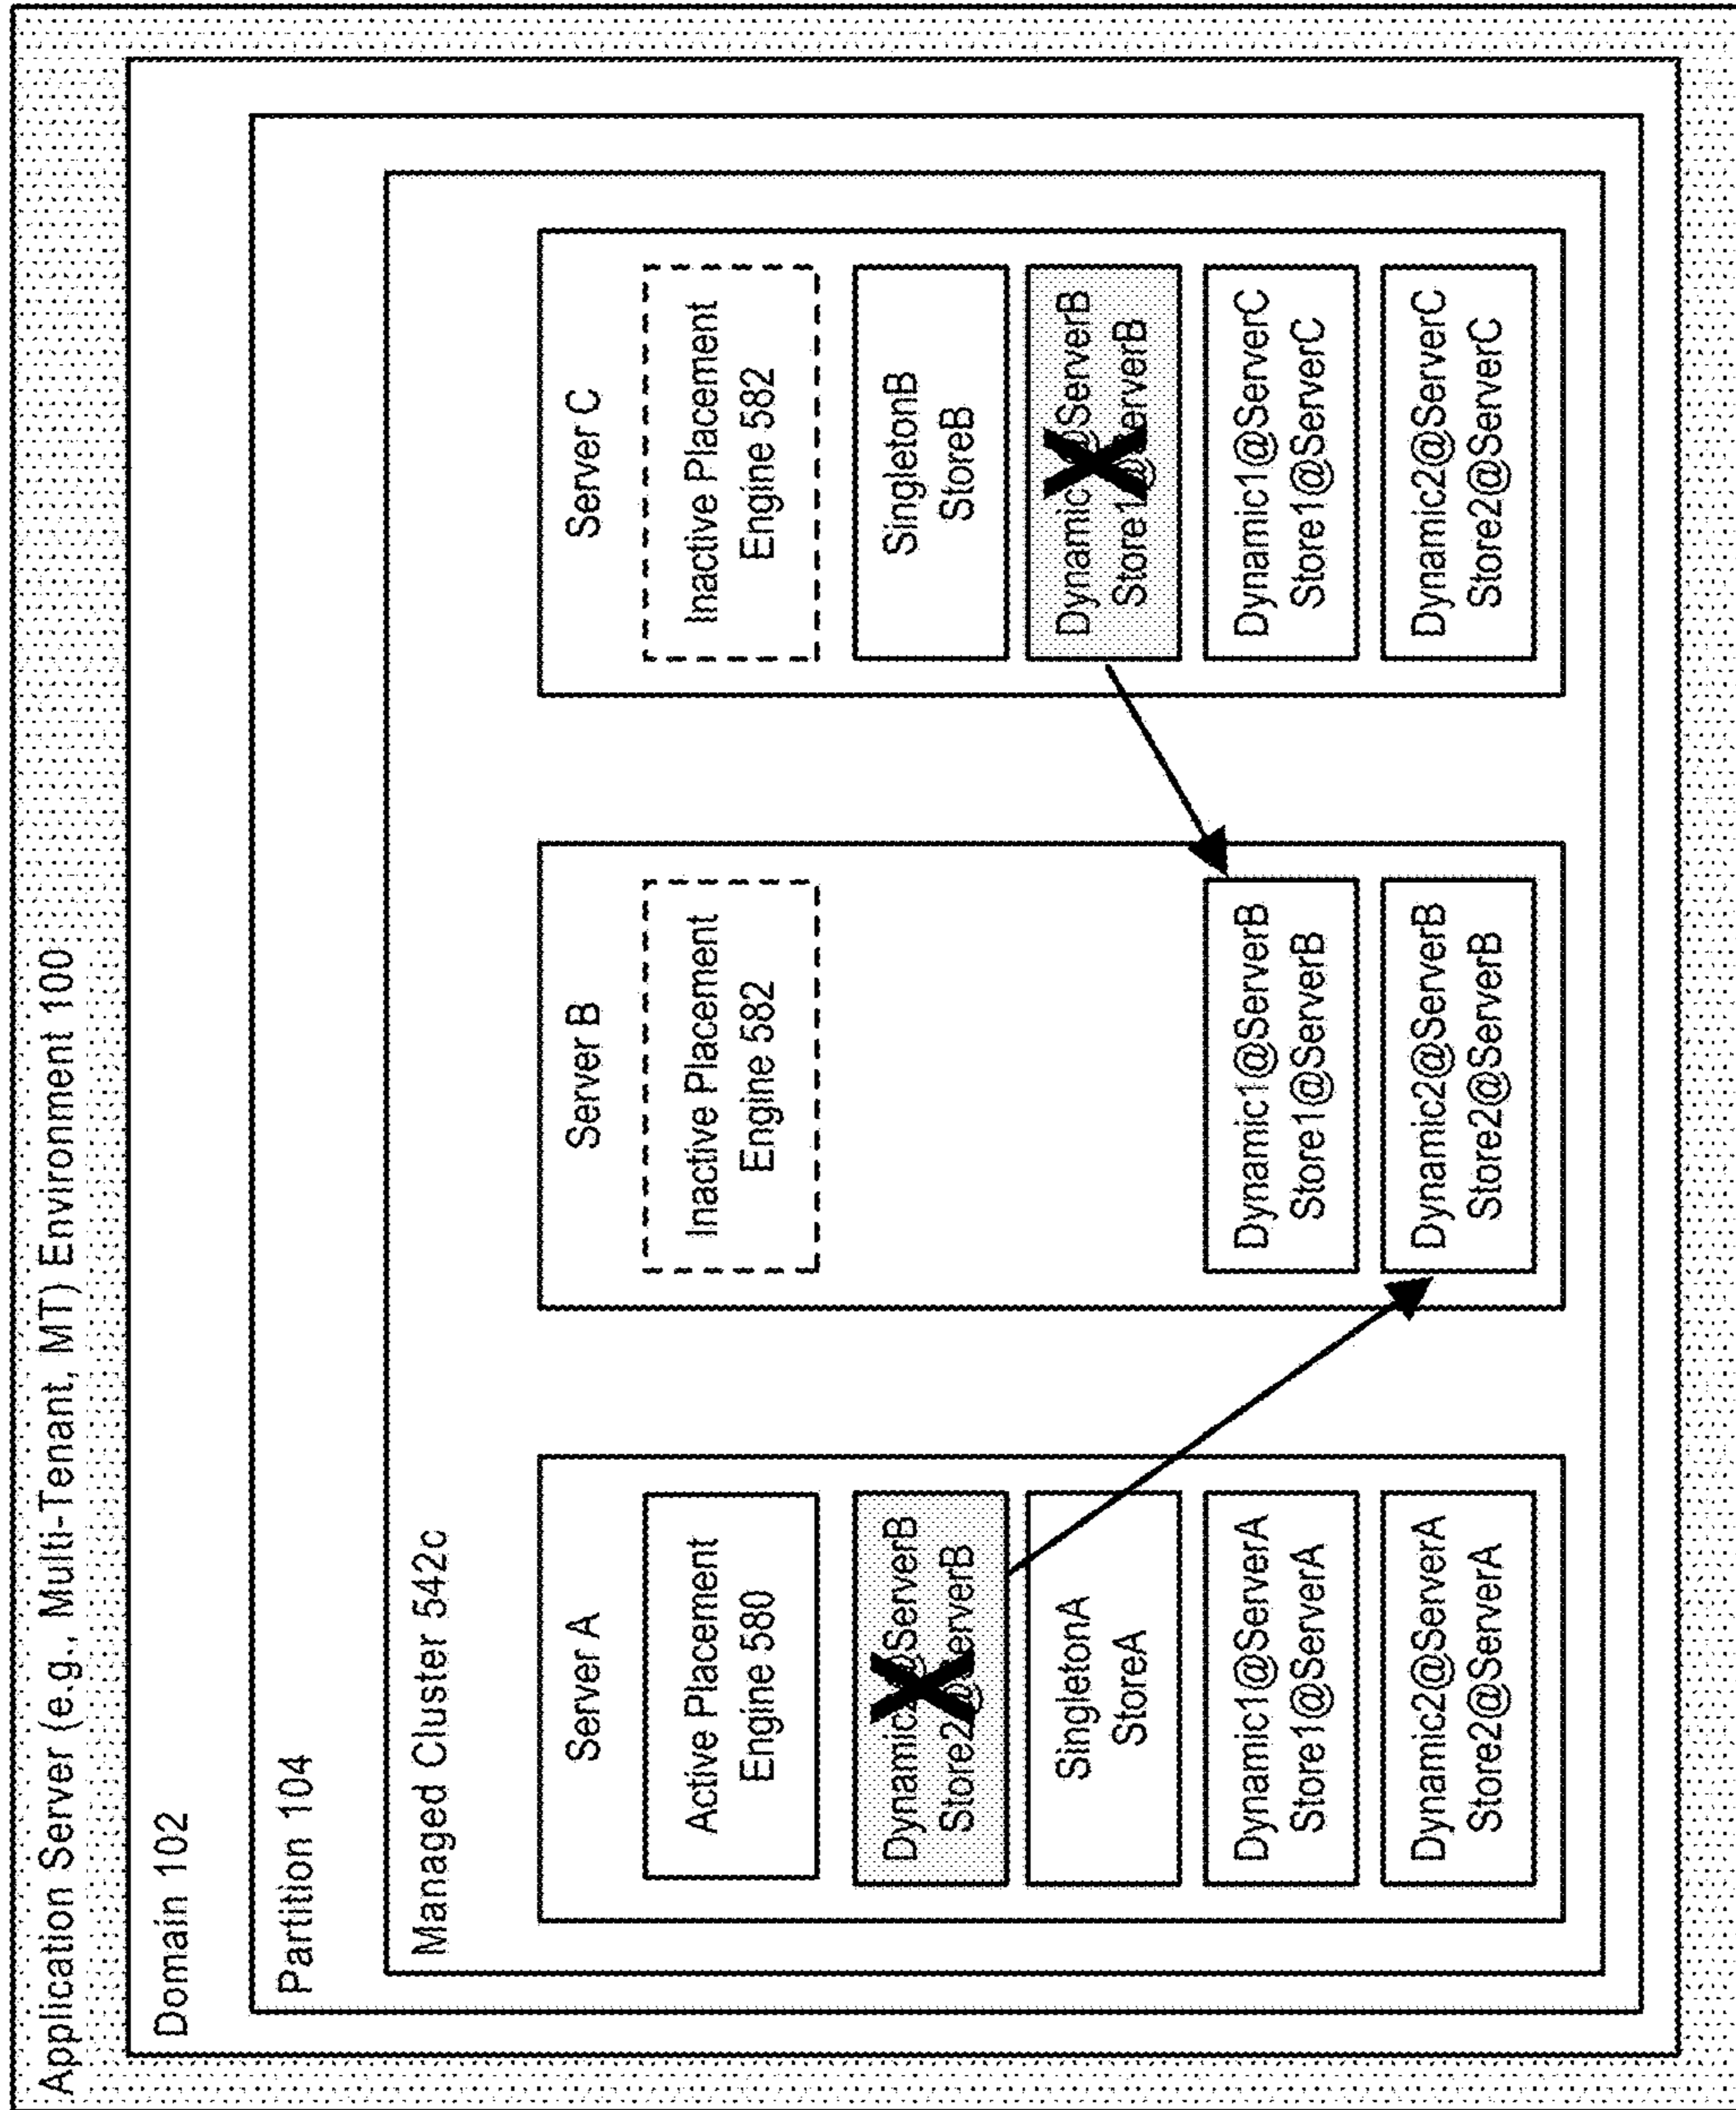 Application Server (e.g., Multi-Tenant, MT) Environment 100
Domain 102
Partition 104
Managed Cluster 542c
Server A
Active Placement
Engine 580
Dynamic2@ServerB
Store2@ServerB
SingletonA
StoreA
Dynamic1@ServerA
Store1@ServerA
Dynamic2@ServerA
Store2@ServerA
Server B
Inactive Placement
Engine 582
Dynamic1@ServerB
Store1@ServerB
Dynamic2@ServerB
Store2@ServerB
Server C
Inactive Placement
Engine 582
SingletonB
StoreB
Dynamic1@ServerB
Store1@ServerB
Dynamic1@ServerC
Store1@ServerC
Dynamic2@ServerC
Store2@ServerC